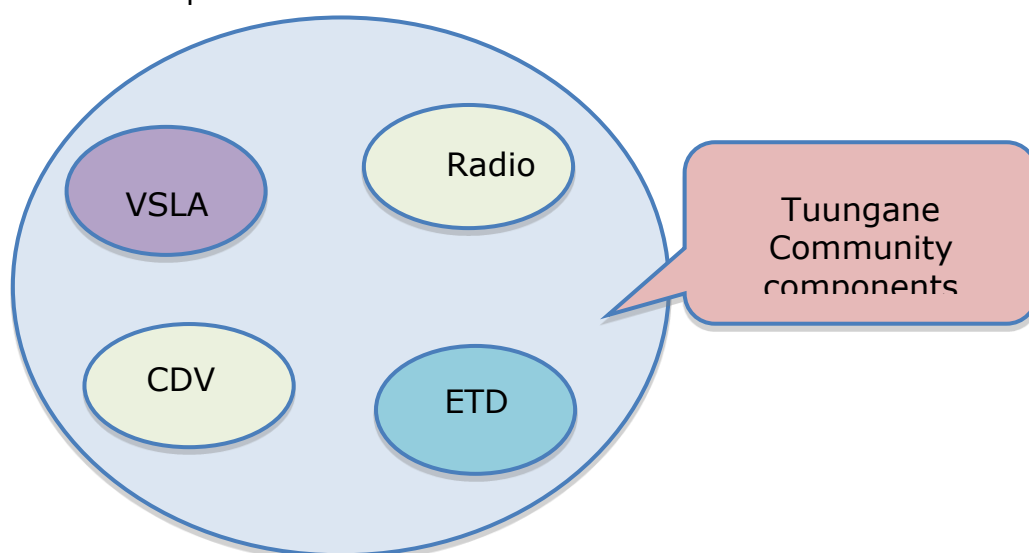 VSLA
Radio
CDV
ETD
Tuungane
Community
components